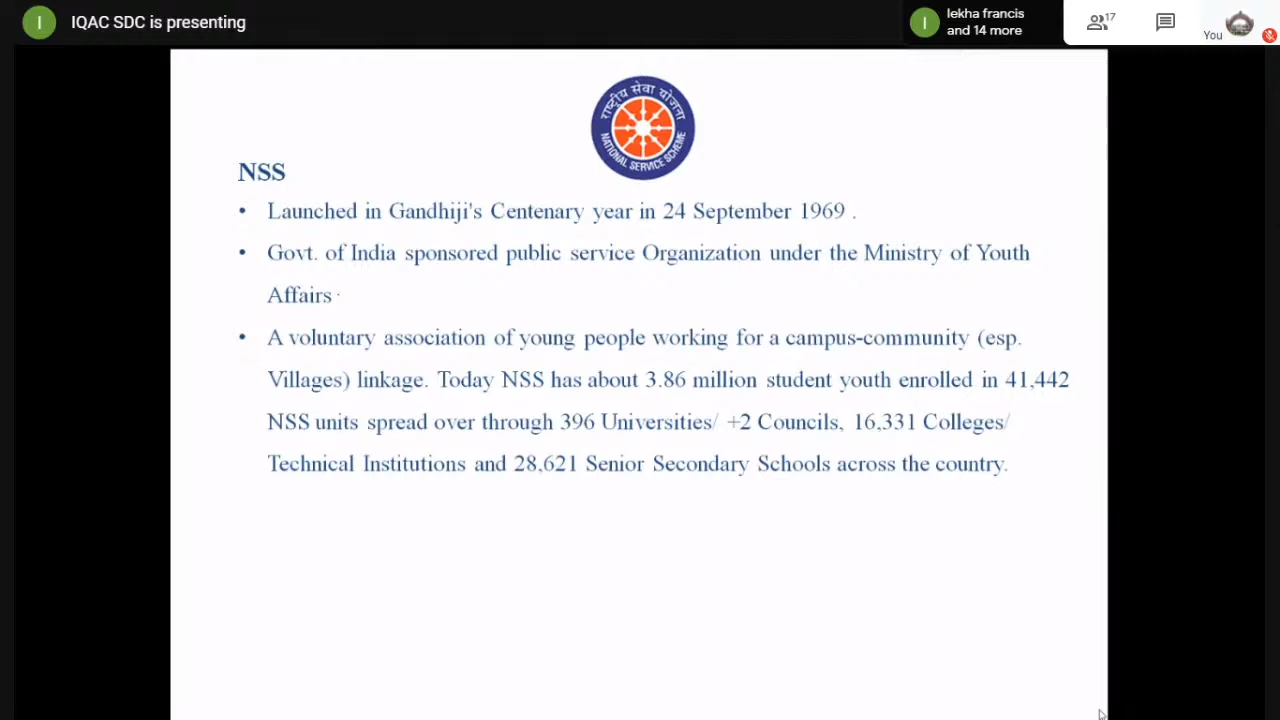 I IQAC SDC is presenting
I lekha francis
and 14 more
17
You
राष्ट्रीय सेवा योजना
NATIONAL SERVICE SCHEME
NSS
• Launched in Gandhiji's Centenary year in 24 September 1969 .
• Govt. of India sponsored public service Organization under the Ministry of Youth
Affairs .
• A voluntary association of young people working for a campus-community (esp.
Villages) linkage. Today NSS has about 3.86 million student youth enrolled in 41,442
NSS units spread over through 396 Universities/ +2 Councils, 16,331 Colleges/
Technical Institutions and 28,621 Senior Secondary Schools across the country.